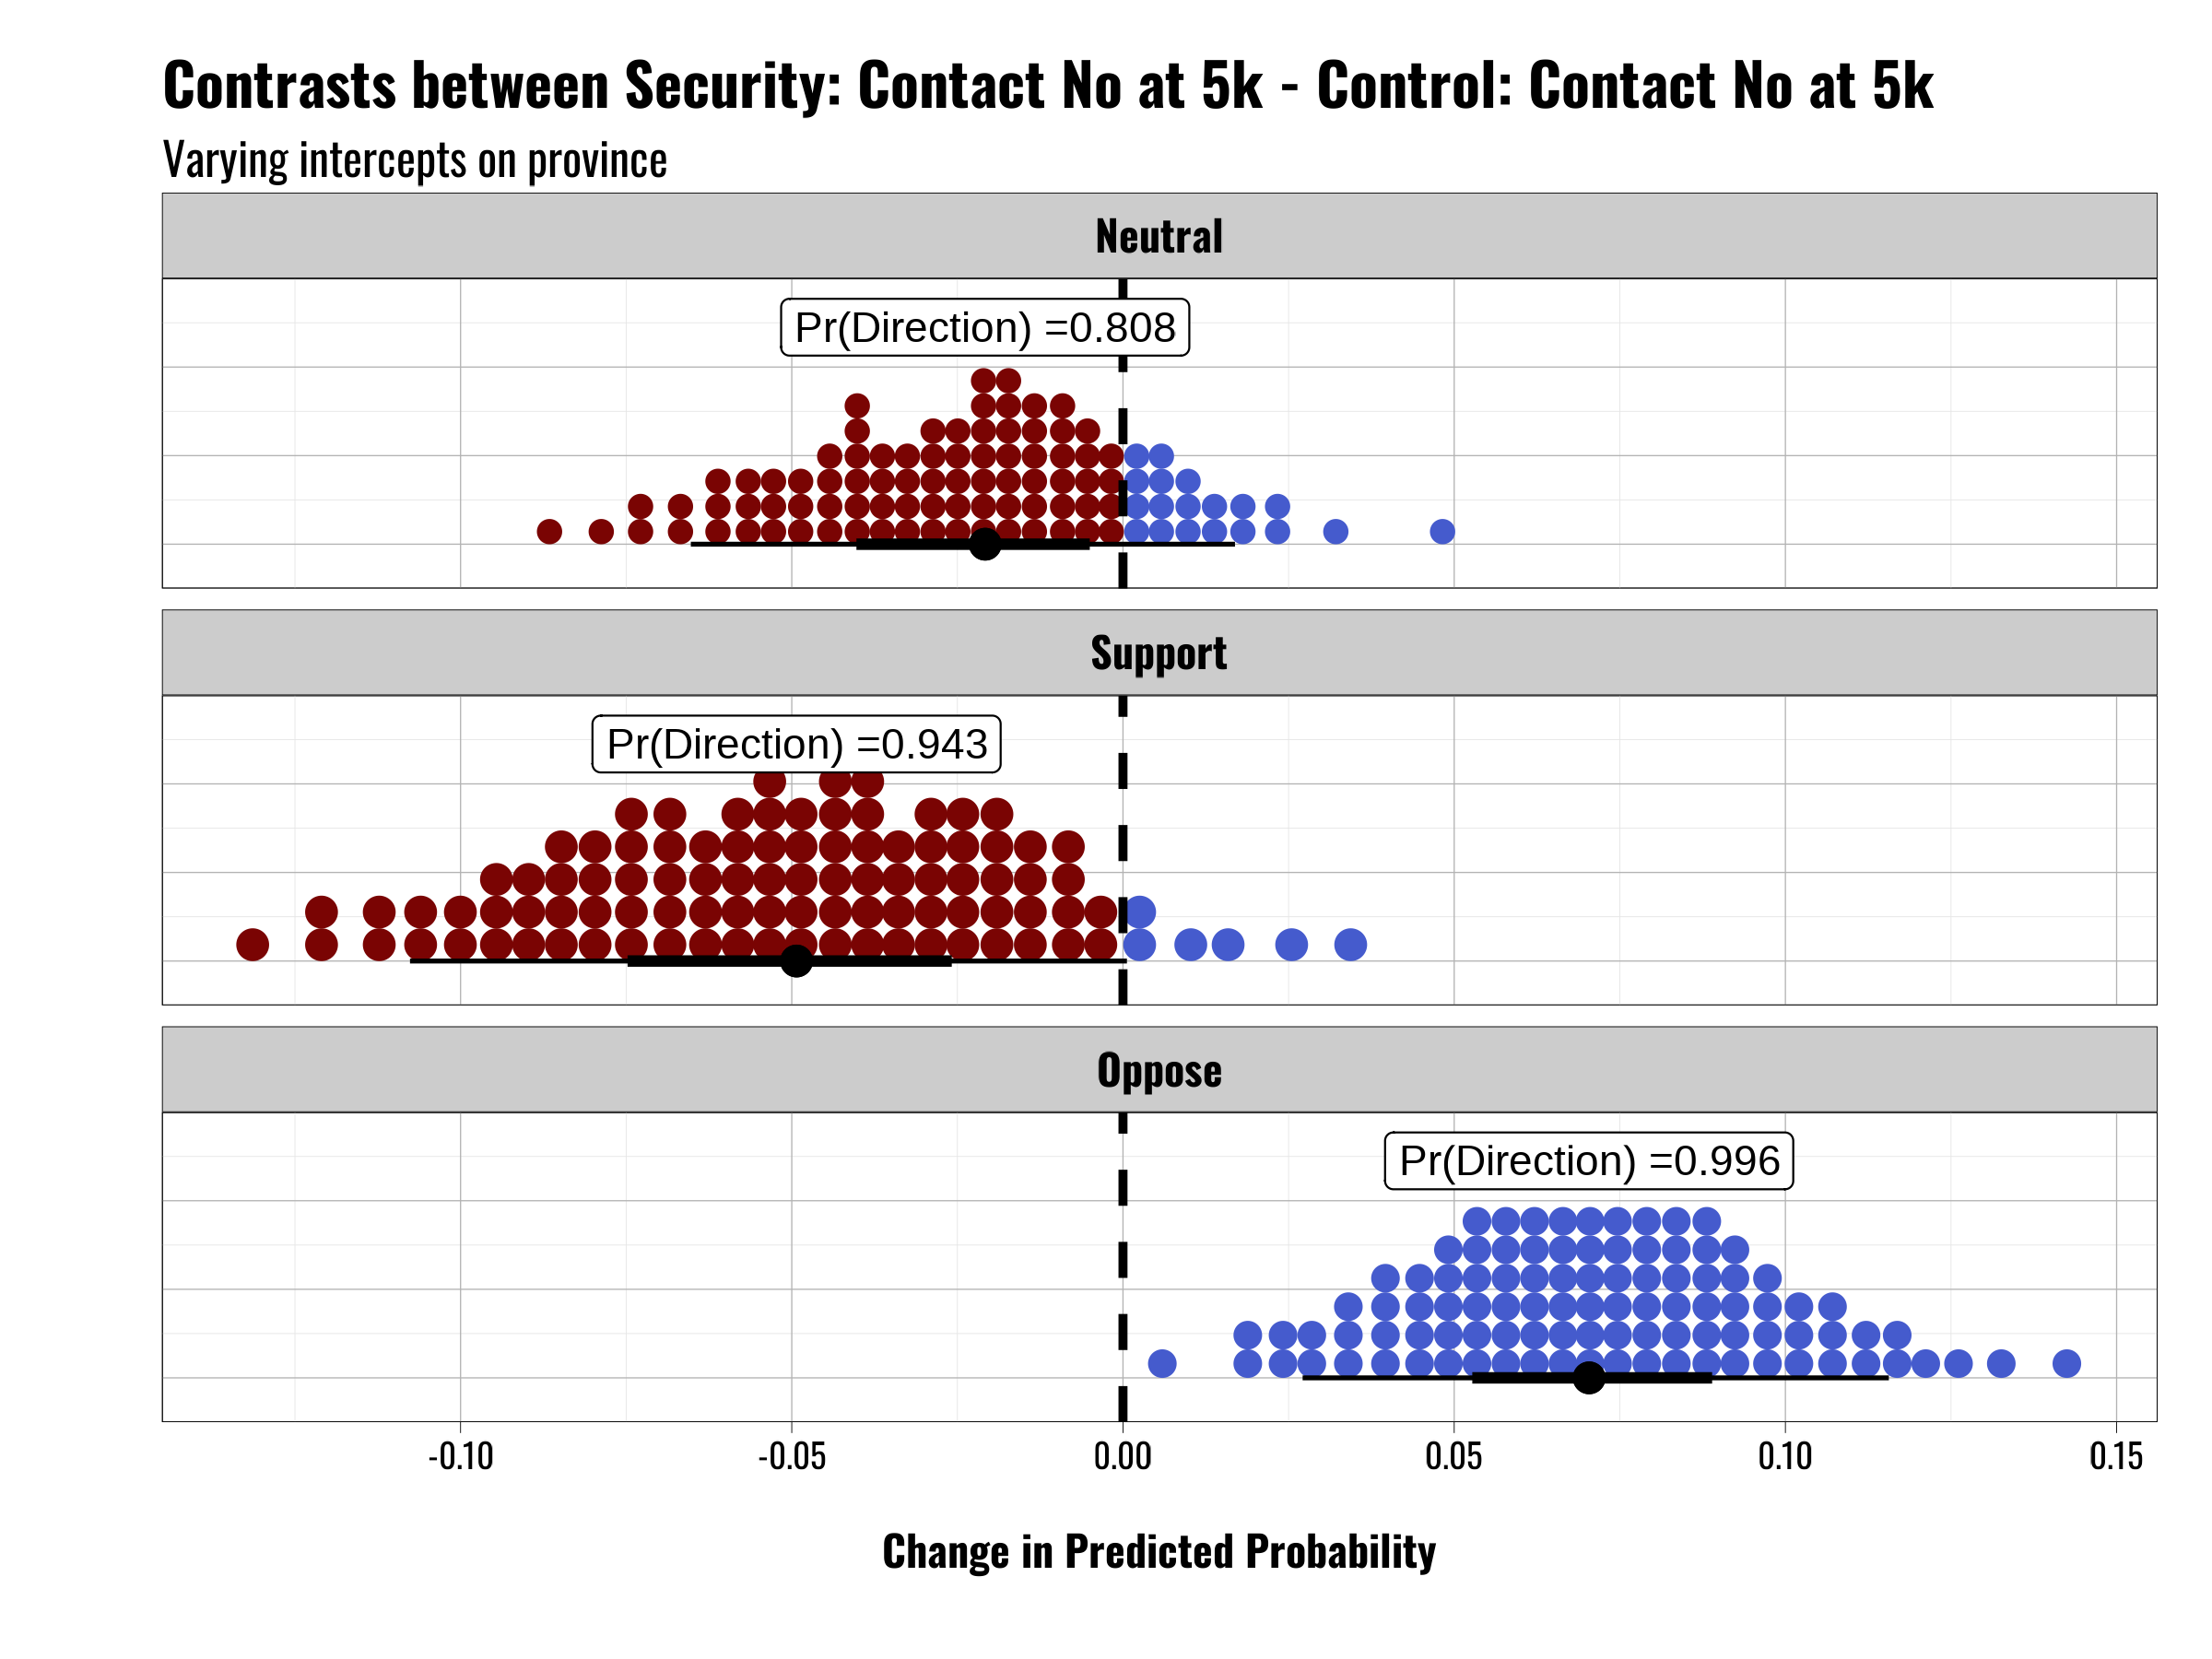 Contrasts between Security: Contact No at 5k - Control: Contact No at 5k
Varying intercepts on province
Neutral
Pr(Direction) =0.808
Support
Pr(Direction) =0.943
Oppose
Pr(Direction) =0.996
-0.10 -0.05 0.00 0.05 0.10 0.15
Change in Predicted Probability